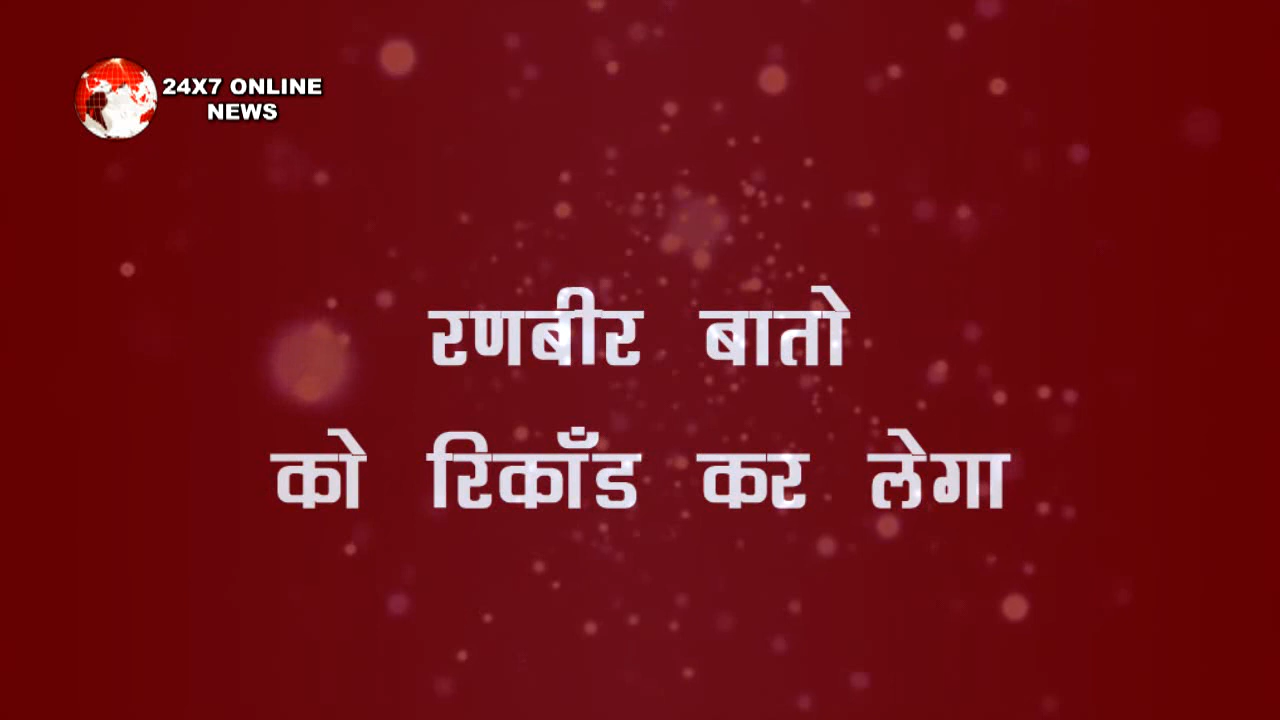 24X7 ONLINE
NEWS
रणबीर बातो
को रिकाँड कर लेगा